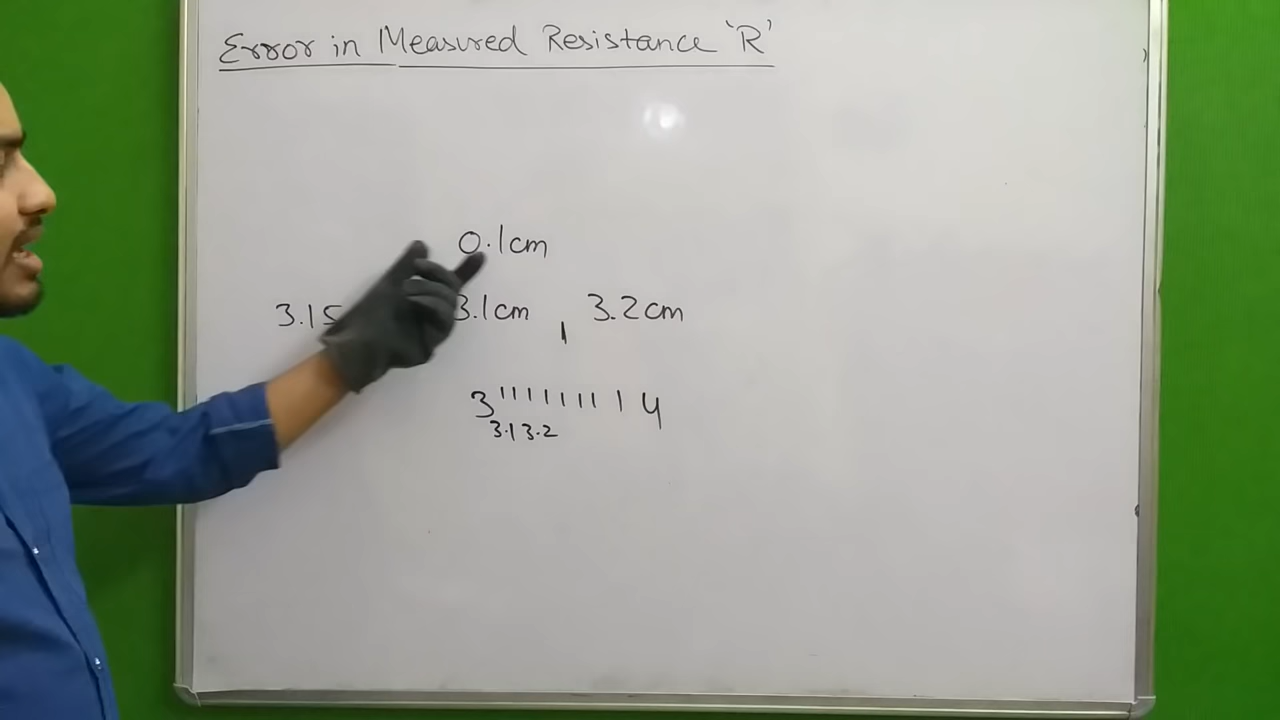 Error in Measured Resistance 'R'
0.1cm
3.15 3.1cm , 3.2cm
3 4
3.1 3.2